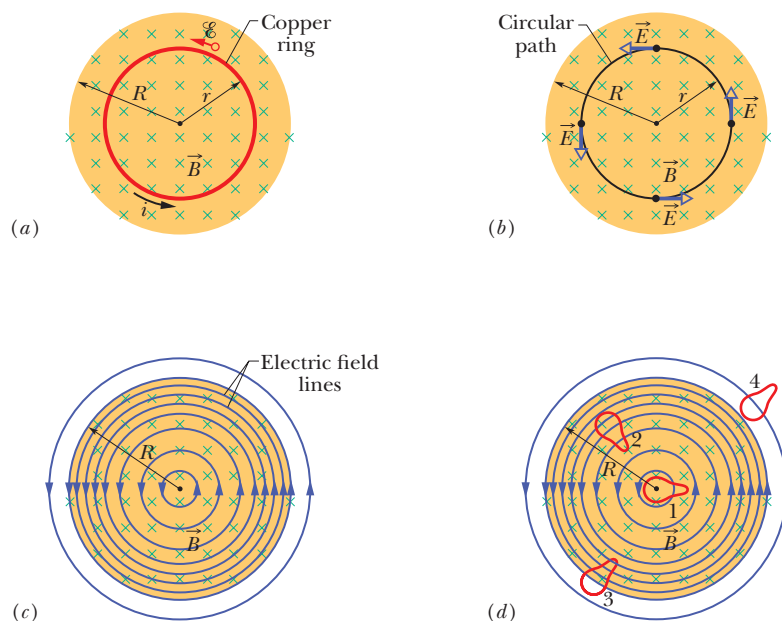 ℰ
Copper
ring
R
r
B⃗
i
(a)
Circular
path
E⃗
R
r
E⃗
E⃗
B⃗
E⃗
(b)
Electric field
lines
R
B⃗
(c)
4
2
R
1
B⃗
3
(d)